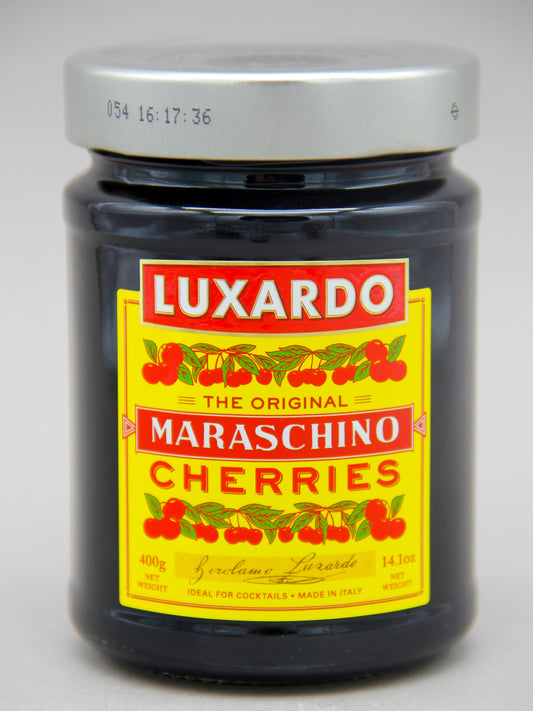 054 16:17:36
LUXARDO
THE ORIGINAL
MARASCHINO
CHERRIES
400g
NET
WEIGHT
Girolamo Luxardo
14.1oz
NET
WEIGHT
IDEAL FOR COCKTAILS • MADE IN ITALY